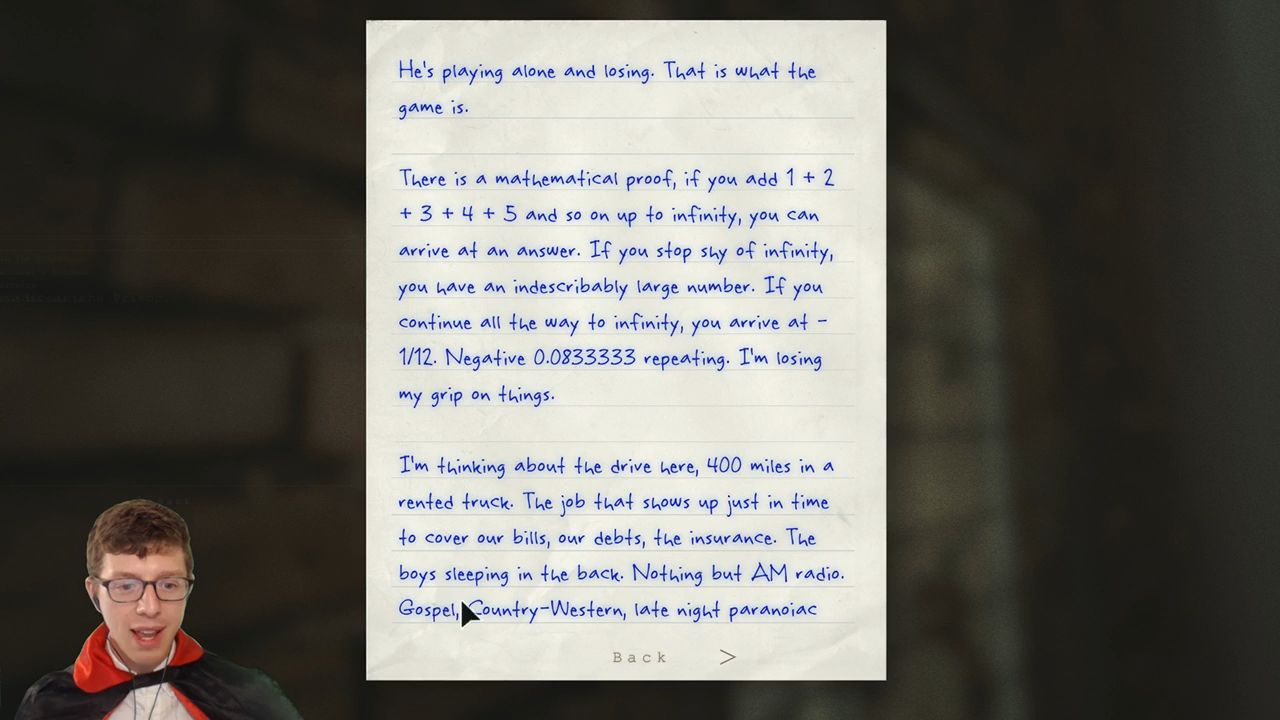 He's playing alone and losing. That is what the
game is.
There is a mathematical proof, if you add 1 + 2
+ 3 + 4 + 5 and so on up to infinity, you can
arrive at an answer. If you stop shy of infinity,
you have an indescribably large number. If you
continue all the way to infinity, you arrive at -
1/12. Negative 0.0833333 repeating. I'm losing
my grip on things.
I'm thinking about the drive here, 400 miles in a
rented truck. The job that shows up just in time
to cover our bills, our debts, the insurance. The
boys sleeping in the back. Nothing but AM radio.
Gospel, Country-Western, late night paranoiac
Back >